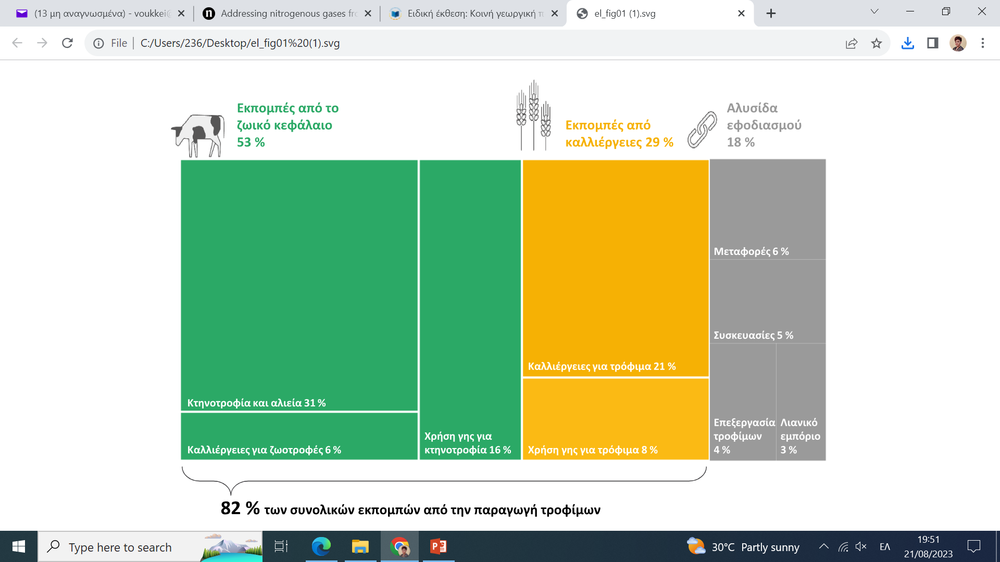 (13 μη αναγνωσμένα) - voukkei@
Addressing nitrogenous gases fro
Ειδική έκθεση: Κοινή γεωργική π
el_fig01 (1).svg
File
C:/Users/236/Desktop/el_fig01%20(1).svg
Εκπομπές από το
ζωικό κεφάλαιο
53 %
Εκπομπές από
καλλιέργειες 29 %
Αλυσίδα
εφοδιασμού
18 %
Κτηνοτροφία και αλιεία 31 %
Καλλιέργειες για ζωοτροφές 6 %
Χρήση γης για
κτηνοτροφία 16 %
Καλλιέργειες για τρόφιμα 21 %
Χρήση γης για τρόφιμα 8 %
Μεταφορές 6 %
Συσκευασίες 5 %
Επεξεργασία
τροφίμων
4 %
Λιανικό
εμπόριο
3 %
82 % των συνολικών εκπομπών από την παραγωγή τροφίμων
Type here to search
30°C Partly sunny
ΕΛ
19:51
21/08/2023